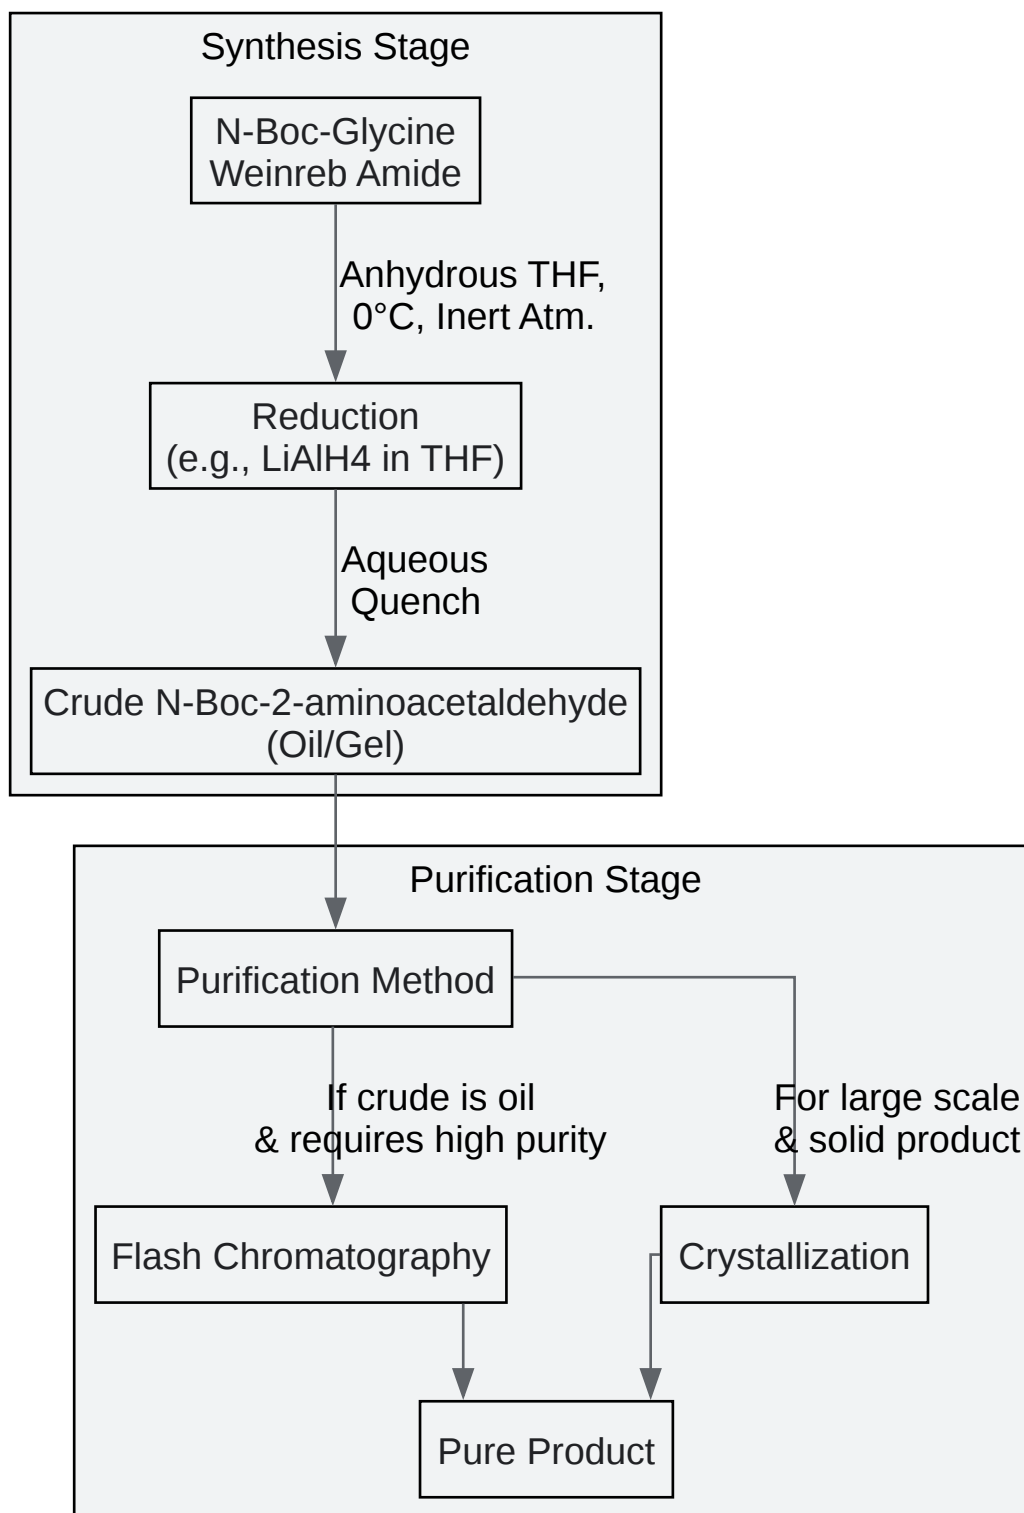 Synthesis Stage
N-Boc-Glycine
Weinreb Amide
Anhydrous THF,
0°C, Inert Atm.
Reduction
(e.g., LiAlH4 in THF)
Aqueous
Quench
Crude N-Boc-2-aminoacetaldehyde
(Oil/Gel)
Purification Stage
Purification Method
If crude is oil
& requires high purity
For large scale
& solid product
Flash Chromatography
Crystallization
Pure Product